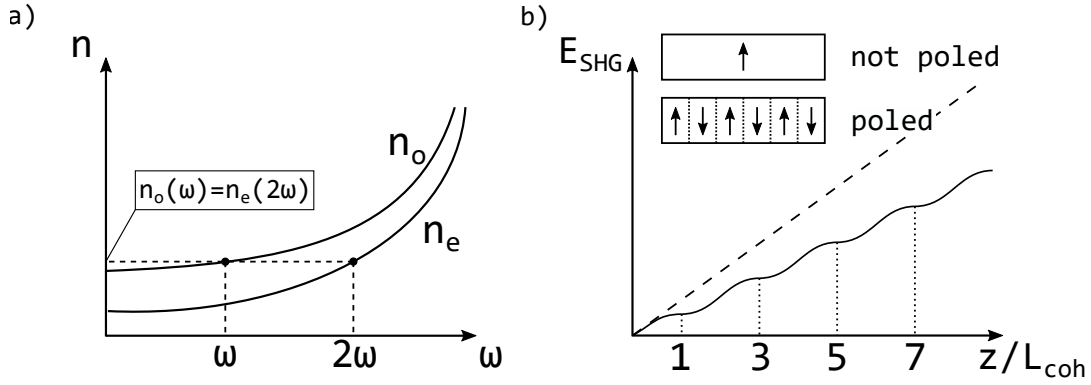 a)
n
n_o
n_o(ω)=n_e(2ω)
n_e
ω 2ω ω
b)
E_SHG
not poled
poled
1 3 5 7 z/L_coh